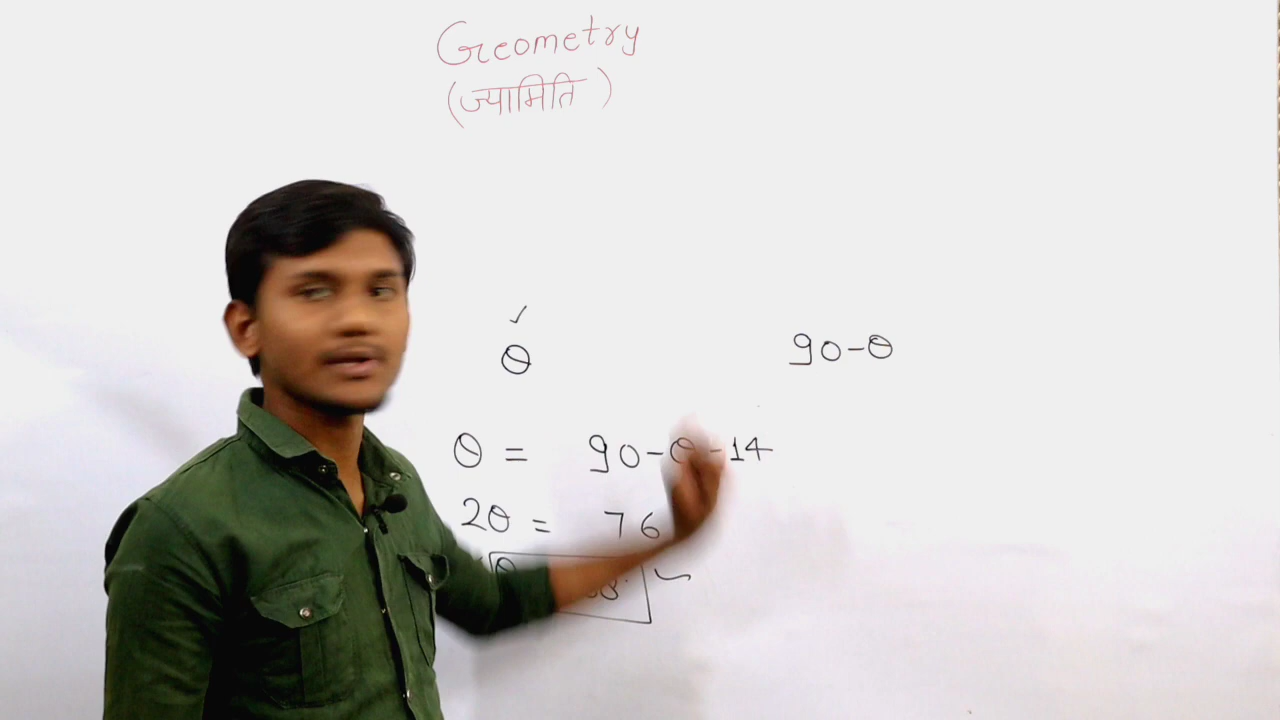 Geometry
(ज्यामिति)
θ 90-θ
θ = 90-θ-14
2θ = 76